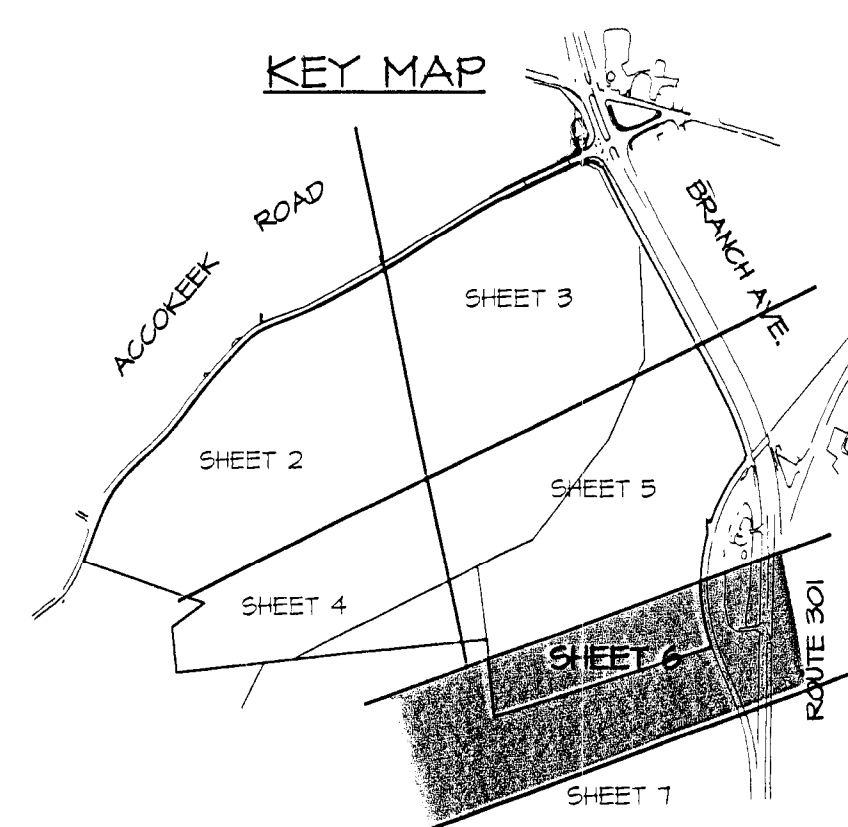 KEY MAP
ACCOKEEK ROAD
BRANCH AVE.
SHEET 3
SHEET 2
SHEET 5
SHEET 4
SHEET 6
ROUTE 301
SHEET 7